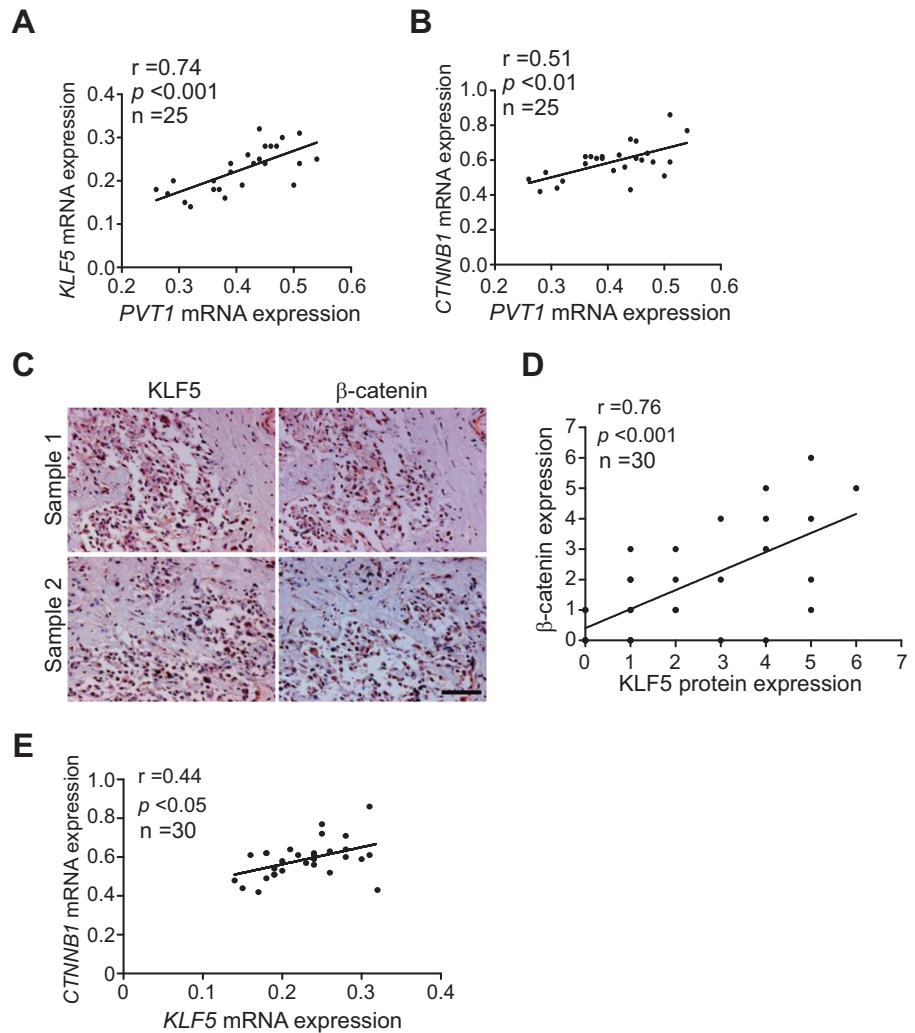 A
r =0.74
p <0.001
n =25
KLF5 mRNA expression
0.4
0.3
0.2
0.1
0.0
0.2 0.3 0.4 0.5 0.6
PVT1 mRNA expression
B
r =0.51
p <0.01
n =25
CTNNB1 mRNA expression
1.0
0.8
0.6
0.4
0.2
0.0
0.2 0.3 0.4 0.5 0.6
PVT1 mRNA expression
C
KLF5 β-catenin
Sample 1
Sample 2
D
r =0.76
p <0.001
n =30
β-catenin expression
7
6
5
4
3
2
1
0
0 1 2 3 4 5 6 7
KLF5 protein expression
E
r =0.44
p <0.05
n =30
CTNNB1 mRNA expression
1.0
0.8
0.6
0.4
0.2
0
0 0.1 0.2 0.3 0.4
KLF5 mRNA expression